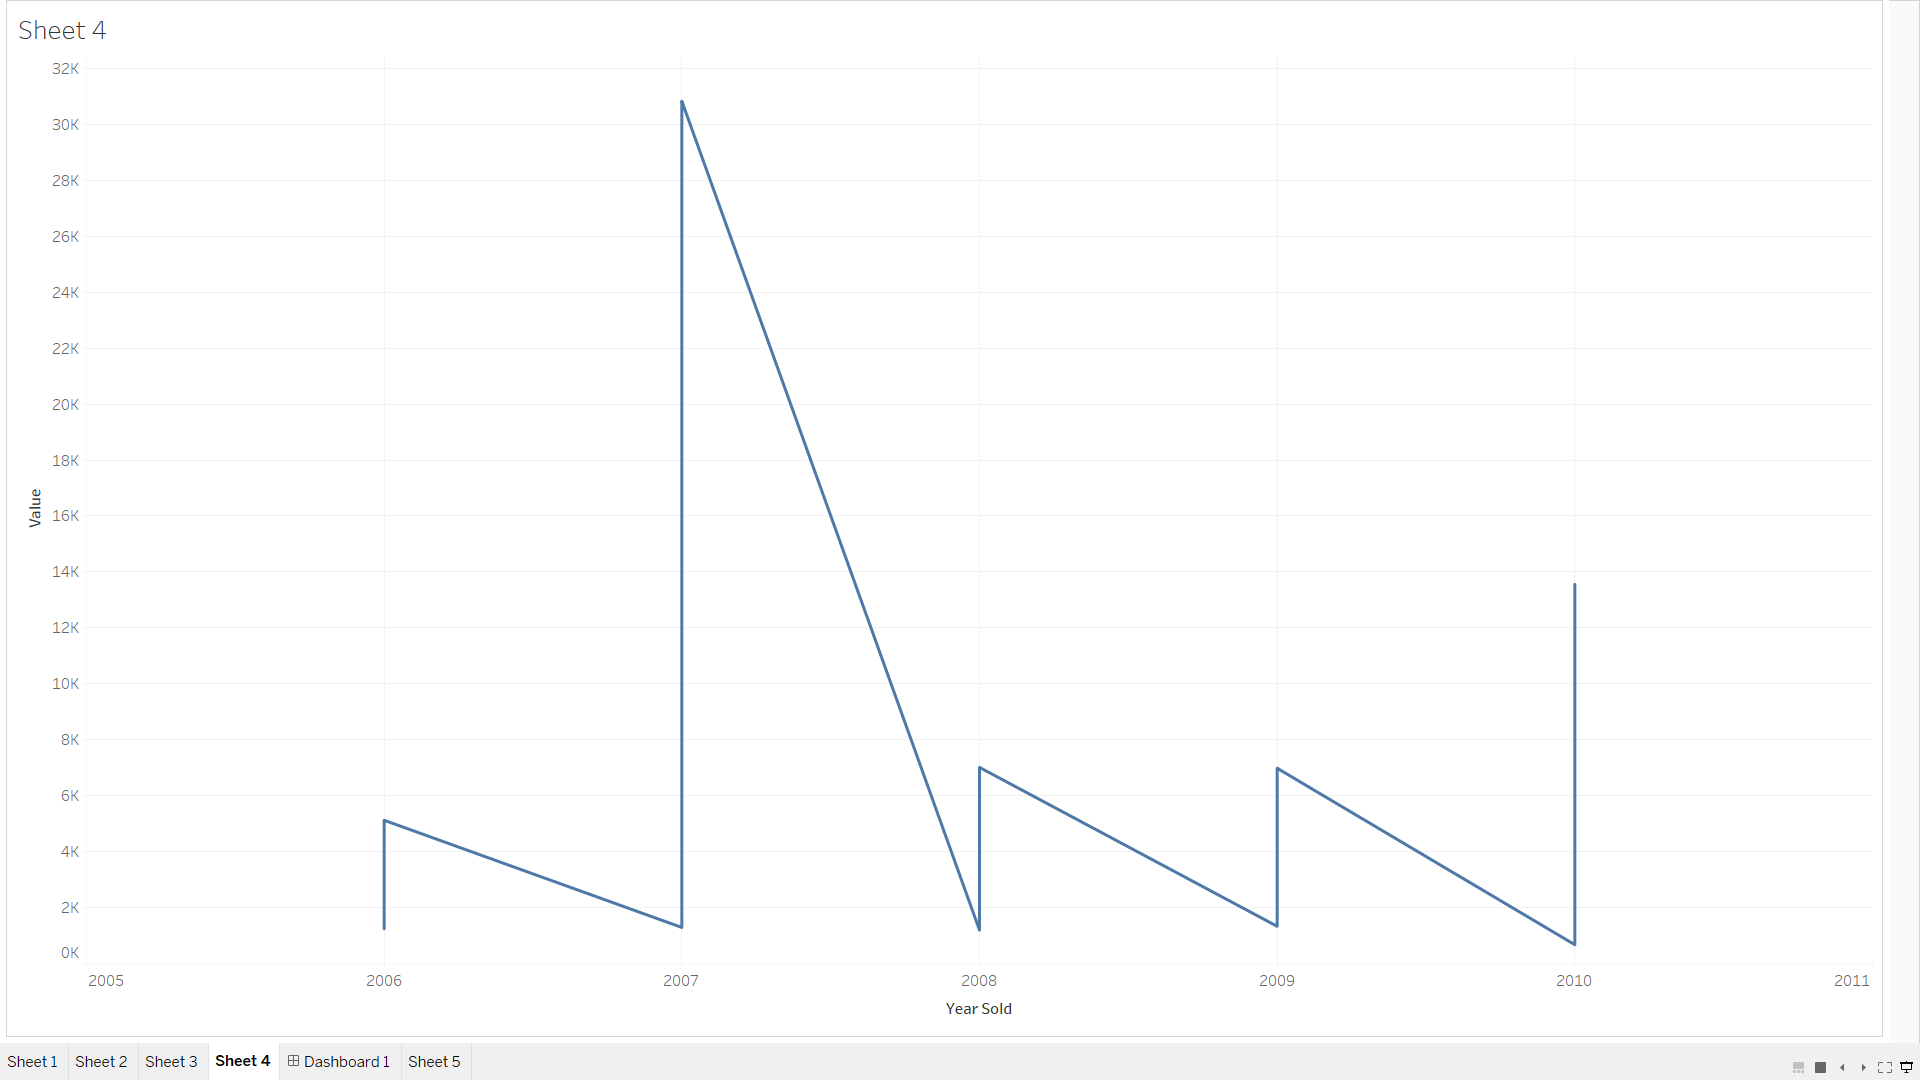 Sheet 4
32K
30K
28K
26K
24K
22K
20K
18K
16K
14K
12K
10K
8K
6K
4K
2K
0K
Value
2005 2006 2007 2008 2009 2010 2011
Year Sold
Sheet 1 Sheet 2 Sheet 3 Sheet 4 Dashboard 1 Sheet 5